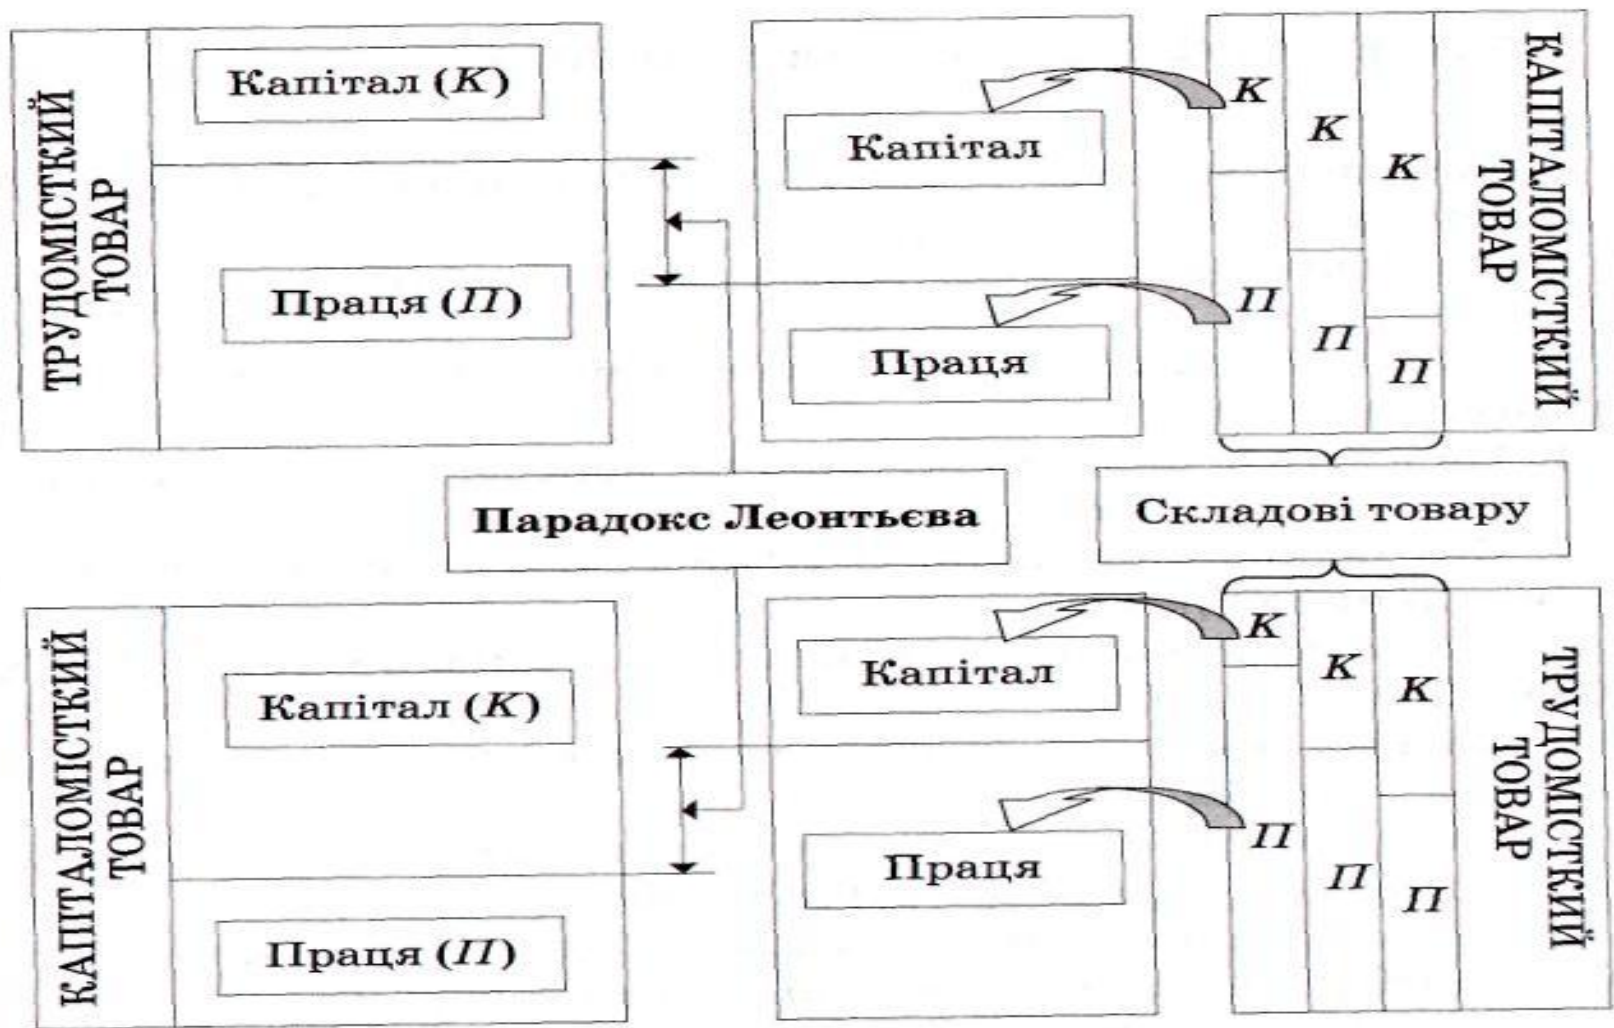 ТРУДОМІСТКИЙ
ТОВАР
Капітал (К)
Праця (П)
Капітал
Праця
К
П
К
П
К
П
КАПІТАЛОМІСТКИЙ
ТОВАР
Парадокс Леонтьєва
Складові товару
КАПІТАЛОМІСТКИЙ
ТОВАР
Капітал (К)
Праця (П)
Капітал
Праця
К
П
К
П
К
П
ТРУДОМІСТКИЙ
ТОВАР